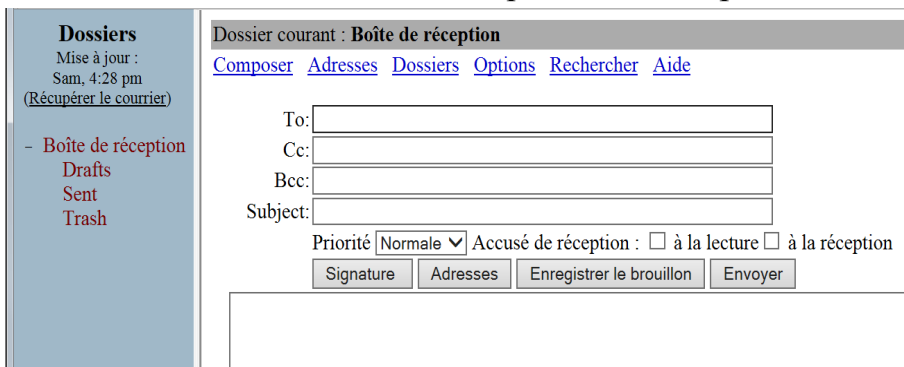 Dossiers
Mise à jour :
Sam, 4:28 pm
(Récupérer le courrier)
– Boîte de réception
Drafts
Sent
Trash
Dossier courant : Boîte de réception
Composer Adresses Dossiers Options Rechercher Aide
To:
Cc:
Bcc:
Subject:
Priorité Normale Accusé de réception : à la lecture à la réception
Signature Adresses Enregistrer le brouillon Envoyer